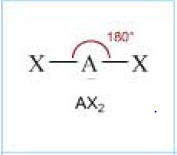 180°
X—A—X
AX₂
.